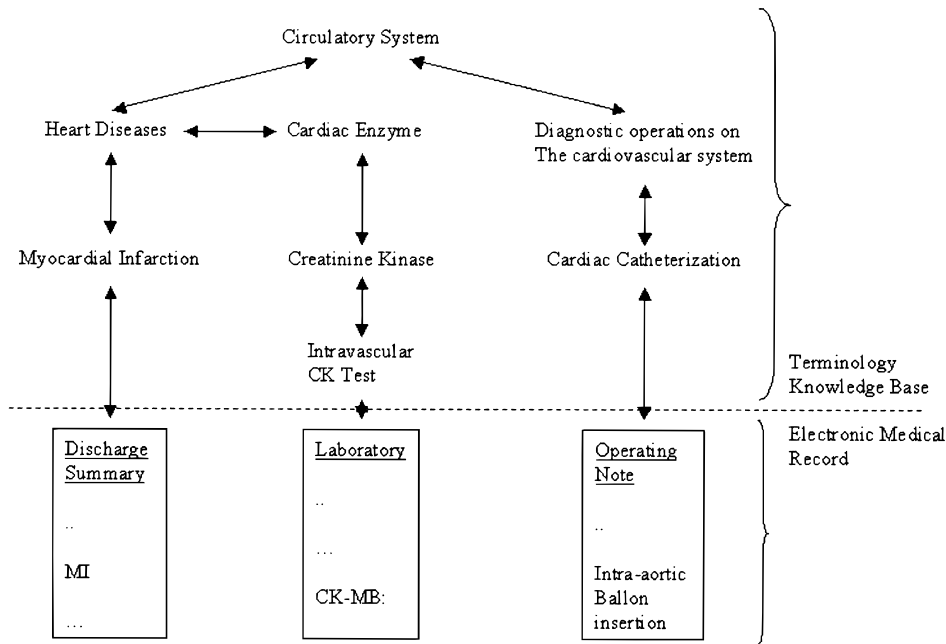 Circulatory System
Heart Diseases
Cardiac Enzyme
Diagnostic operations on
The cardiovascular system
Myocardial Infarction
Creatinine Kinase
Cardiac Catheterization
Intravascular
CK Test
Terminology
Knowledge Base
Electronic Medical
Record
Discharge
Summary
..
MI
...
Laboratory
..
...
CK-MB:
Operating
Note
..
Intra-aortic
Ballon
insertion